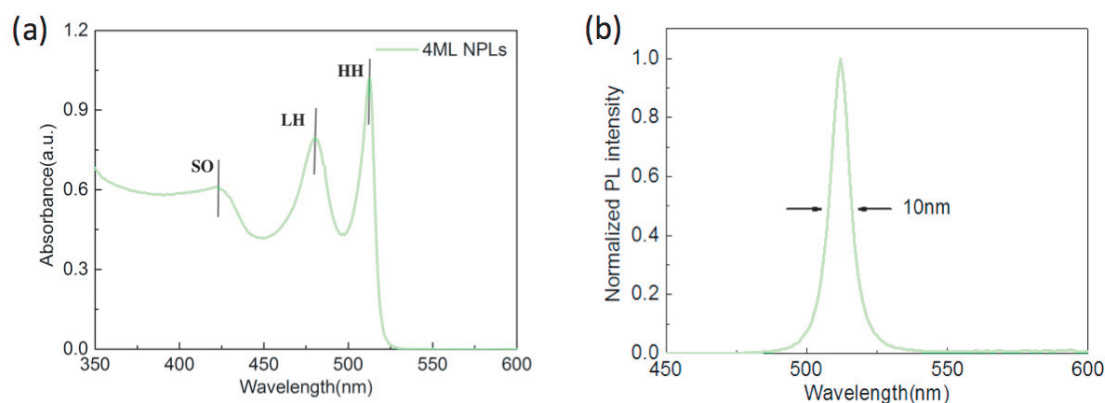 (a)
1.2
0.9
0.6
0.3
0.0
Absorbance(a.u.)
4ML NPLs
HH
LH
SO
350
400
450
500
550
600
Wavelength(nm)
(b)
1.0
0.8
0.6
0.4
0.2
0.0
Normalized PL intensity
10nm
450
500
550
600
Wavelength(nm)